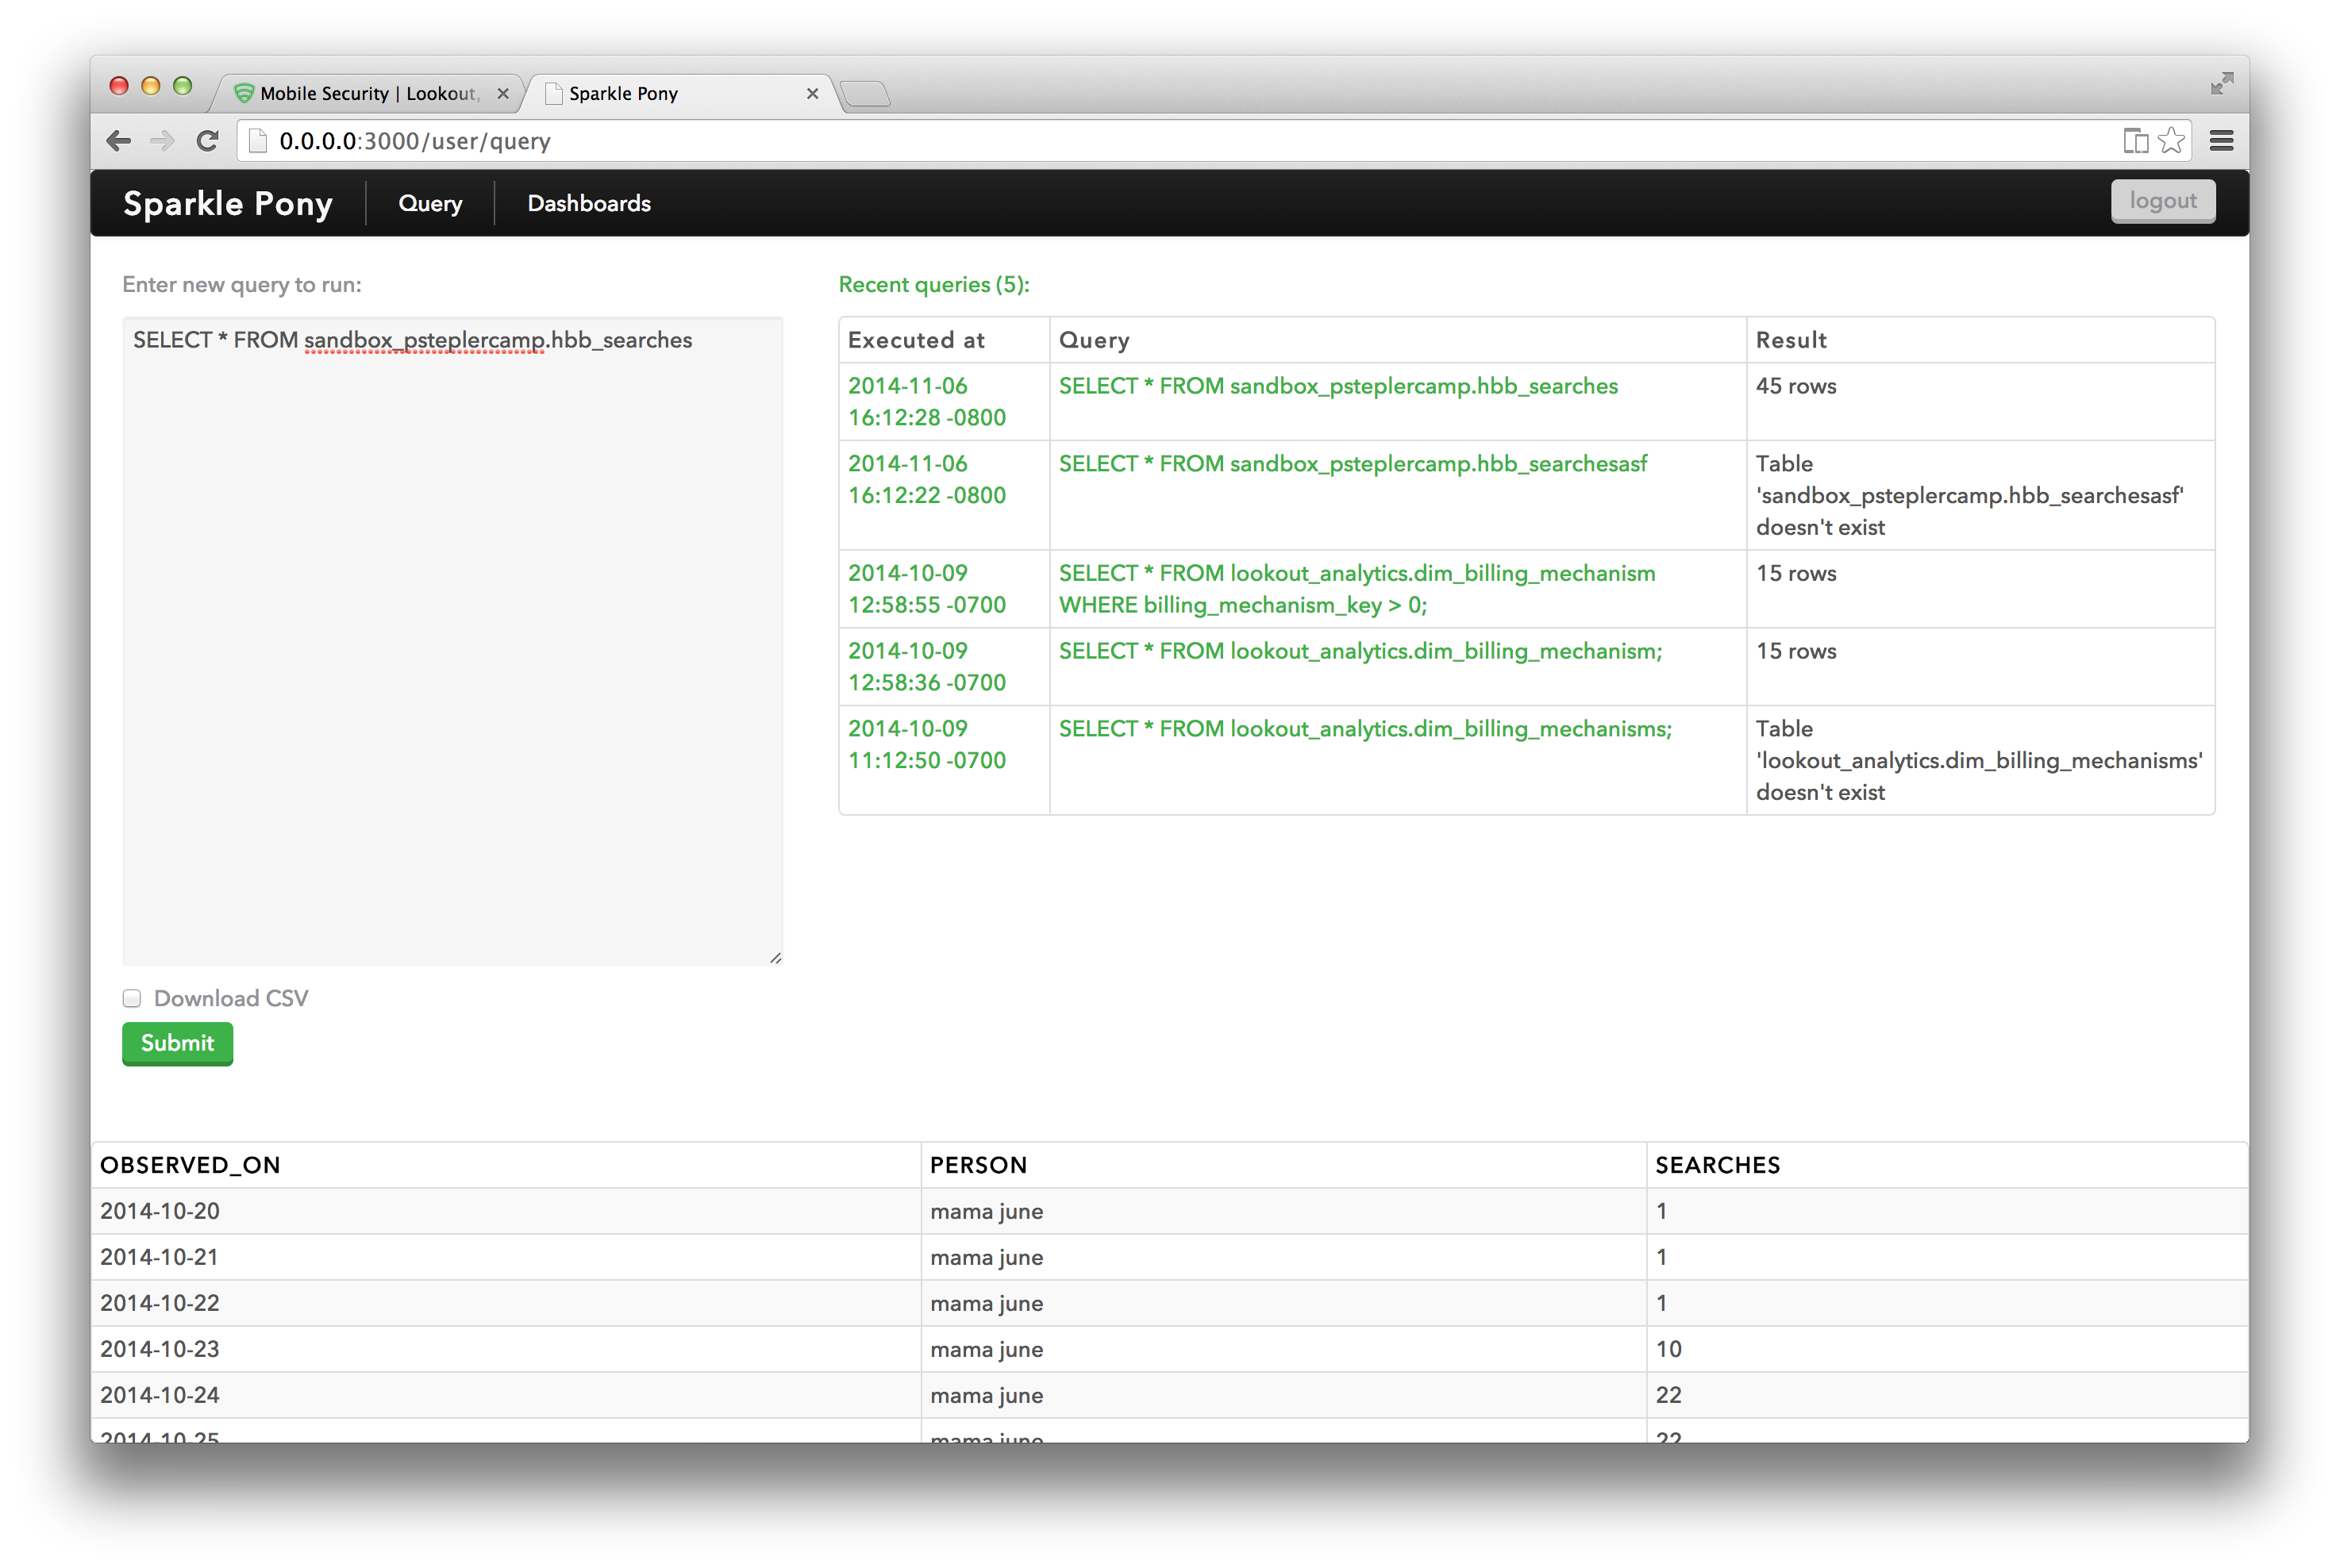 Mobile Security | Lookout,
Sparkle Pony
0.0.0.0:3000/user/query
Sparkle Pony
Query
Dashboards
logout
Enter new query to run:
SELECT * FROM sandbox_psteplercamp.hbb_searches
Download CSV
Submit
Recent queries (5):
Executed at Query Result
2014-11-06 SELECT * FROM sandbox_psteplercamp.hbb_searches 45 rows
16:12:28 -0800
2014-11-06 SELECT * FROM sandbox_psteplercamp.hbb_searchesasf Table
16:12:22 -0800 'sandbox_psteplercamp.hbb_searchesasf'
doesn't exist
2014-10-09 SELECT * FROM lookout_analytics.dim_billing_mechanism 15 rows
12:58:55 -0700 WHERE billing_mechanism_key > 0;
2014-10-09 SELECT * FROM lookout_analytics.dim_billing_mechanism; 15 rows
12:58:36 -0700
2014-10-09 SELECT * FROM lookout_analytics.dim_billing_mechanisms; Table
11:12:50 -0700 'lookout_analytics.dim_billing_mechanisms'
doesn't exist
OBSERVED_ON PERSON SEARCHES
2014-10-20 mama june 1
2014-10-21 mama june 1
2014-10-22 mama june 1
2014-10-23 mama june 10
2014-10-24 mama june 22
2014-10-25 mama june 22